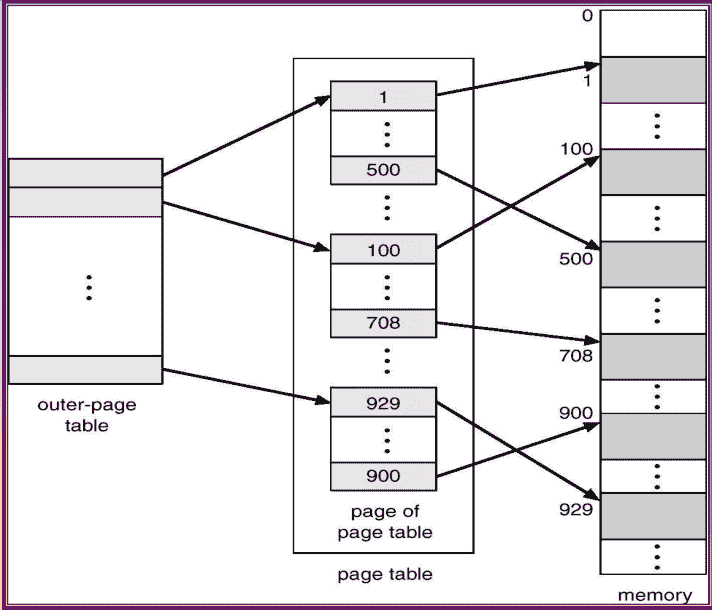 outer-page
table
1
500
100
708
929
900
page of
page table
page table
0
1
100
500
708
900
929
memory